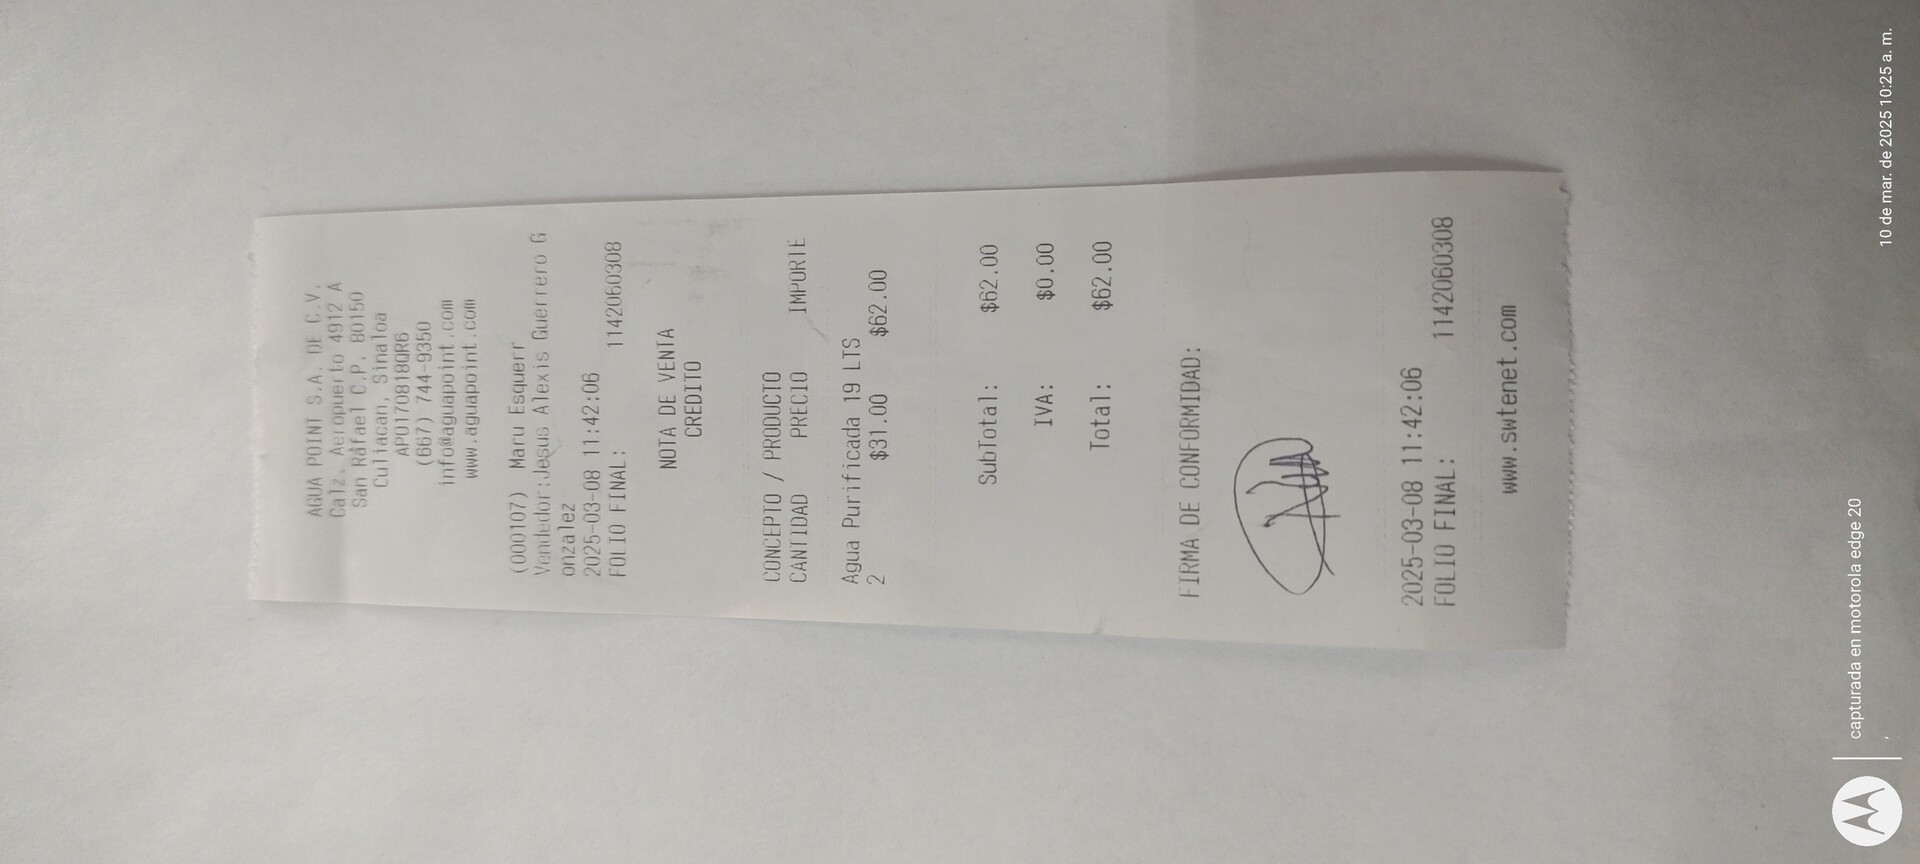 AGUA POINT S.A. DE C.V.
Calz. Aeropuerto 4912 A
San Rafael C.P. 80150
Culiacan, Sinaloa
APO170818QR6
(667) 744-9350
info@aguapoint.com
www.aguapoint.com
(000107) Maru Esquerr
Vendedor:Jesus Alexis Guerrero G
onzalez
2025-03-08 11:42:06
FOLIO FINAL: 1142060308
NOTA DE VENTA
CREDITO
CONCEPTO / PRODUCTO
CANTIDAD PRECIO IMPORTE
Agua Purificada 19 LTS
2 $31.00 $62.00
SubTotal: $62.00
IVA: $0.00
Total: $62.00
FIRMA DE CONFORMIDAD:
2025-03-08 11:42:06
FOLIO FINAL: 1142060308
www.swtenet.com
capturada en motorola edge 20
,
10 de mar. de 2025 10:25 a. m.